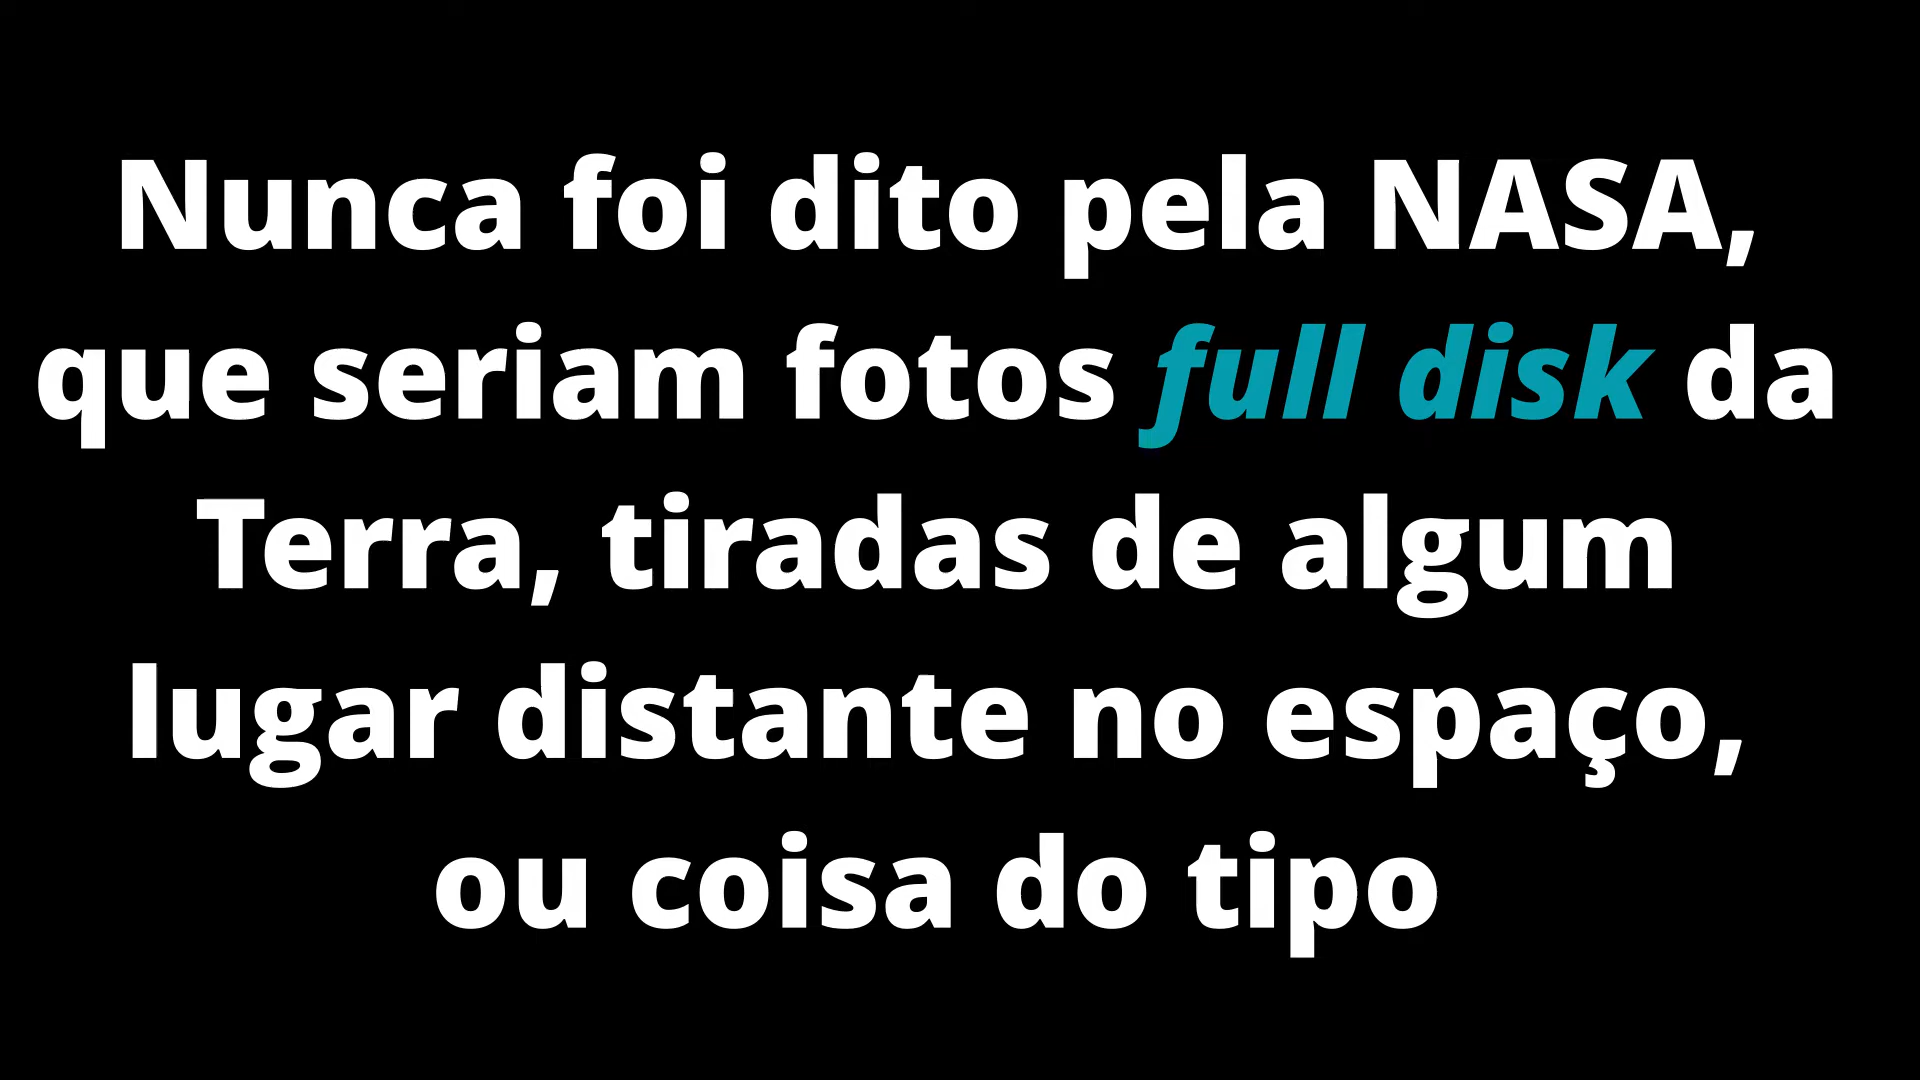 Nunca foi dito pela NASA,
que seriam fotos full disk da
Terra, tiradas de algum
lugar distante no espaço,
ou coisa do tipo